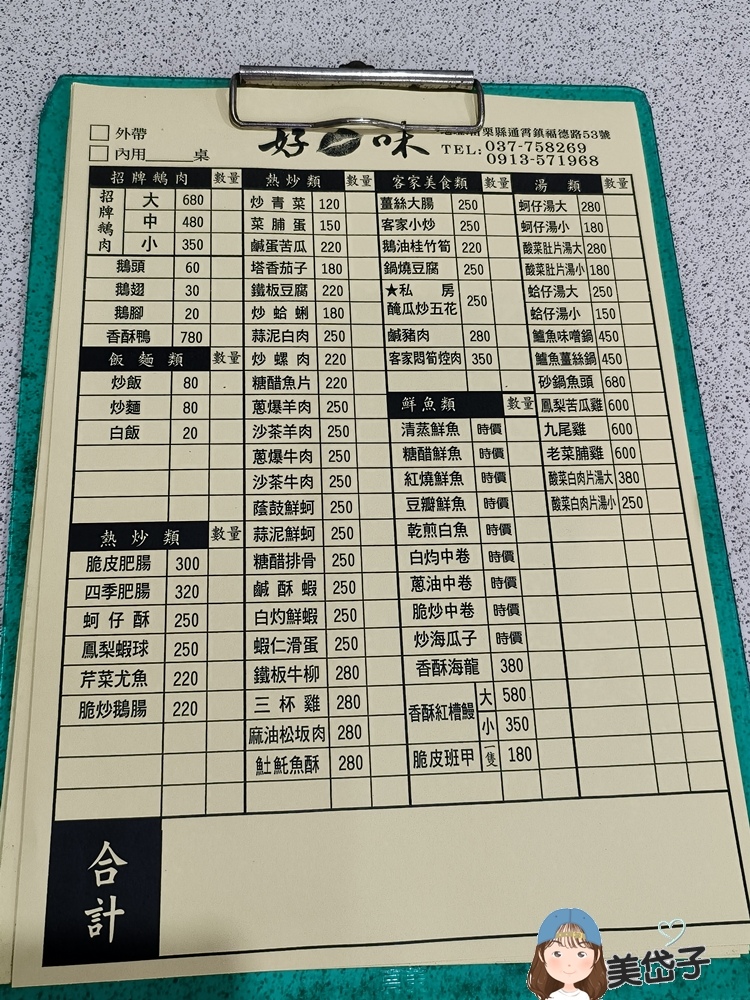 外帶
內用 桌
好味
苗栗縣通霄鎮福德路53號
TEL: 037-758269
0913-571968
招牌鵝肉 數量
招牌鵝肉 大 680
中 480
小 350
鵝頭 60
鵝翅 30
鵝腳 20
香酥鴨 780
飯麵類 數量
炒飯 80
炒麵 80
白飯 20
熱炒類 數量
脆皮肥腸 300
四季肥腸 320
蚵仔酥 250
鳳梨蝦球 250
芹菜尤魚 220
脆炒鵝腸 220
熱炒類 數量
炒青菜 120
菜脯蛋 150
鹹蛋苦瓜 220
塔香茄子 180
鐵板豆腐 220
炒蛤蜊 180
蒜泥白肉 250
炒螺肉 220
糖醋魚片 220
蔥爆羊肉 250
沙茶羊肉 250
蔥爆牛肉 250
沙茶牛肉 250
蔭鼓鮮蚵 250
蒜泥鮮蚵 250
糖醋排骨 250
鹹酥蝦 250
白灼鮮蝦 250
蝦仁滑蛋 250
鐵板牛柳 280
三杯雞 280
麻油松坂肉 280
魠魠魚酥 280
客家美食類 數量
薑絲大腸 250
客家小炒 250
鵝油桂竹筍 220
鍋燒豆腐 250
★私房
醃瓜炒五花 250
鹹豬肉 280
客家悶筍焢肉 350
鮮魚類 數量
清蒸鮮魚 時價
糖醋鮮魚 時價
紅燒鮮魚 時價
豆瓣鮮魚 時價
乾煎白魚 時價
白灼中卷 時價
蔥油中卷 時價
脆炒中卷 時價
炒海瓜子 時價
香酥海龍 380
香酥紅槽鰻 大 580
小 350
脆皮班甲 一隻 180
湯類 數量
蚵仔湯大 280
蚵仔湯小 180
酸菜肚片湯大 280
酸菜肚片湯小 180
蛤仔湯大 250
蛤仔湯小 150
鱸魚味噌鍋 450
鱸魚薑絲鍋 450
砂鍋魚頭 680
鳳梨苦瓜雞 600
九尾雞 600
老菜脯雞 600
酸菜白肉片湯大 380
酸菜白肉片湯小 250
合計
美岱子